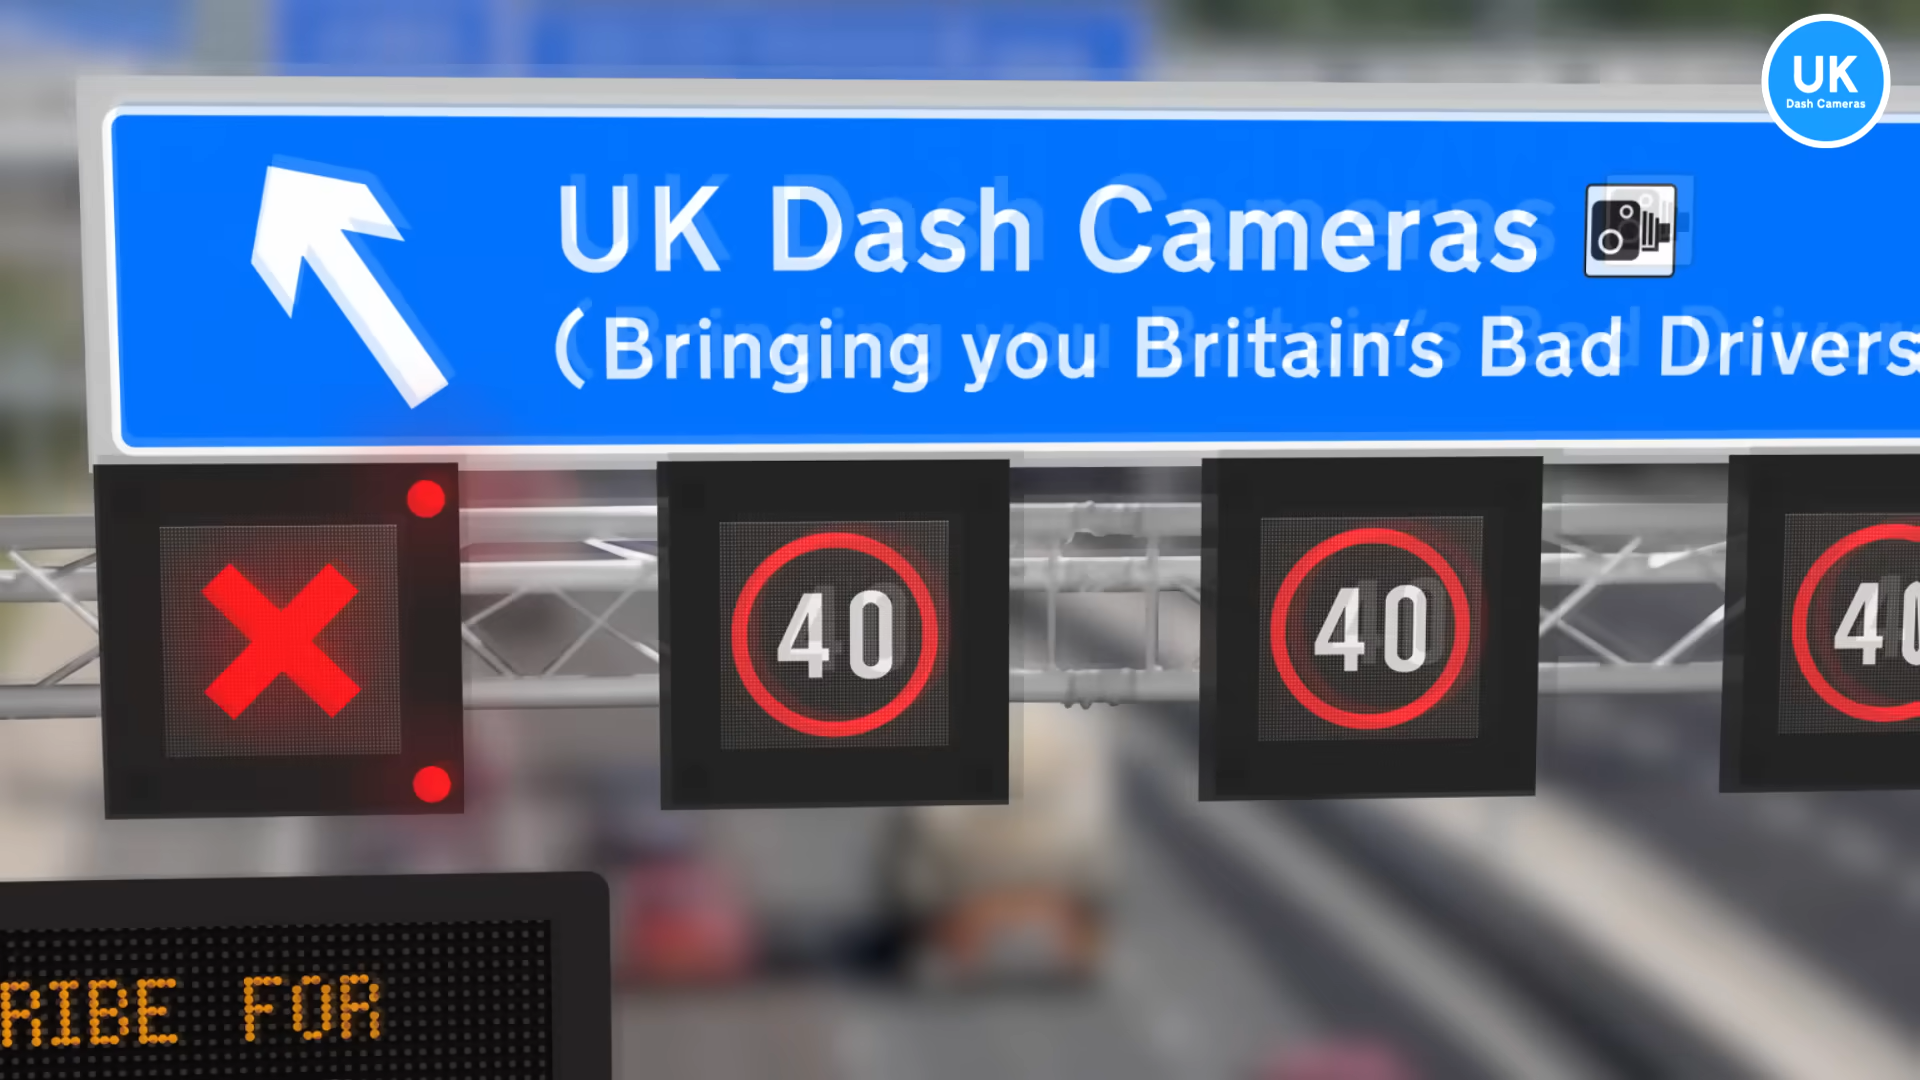 UK
Dash Cameras
UK Dash Cameras
(Bringing you Britain's Bad Drivers
40
40
40
RIBE FOR